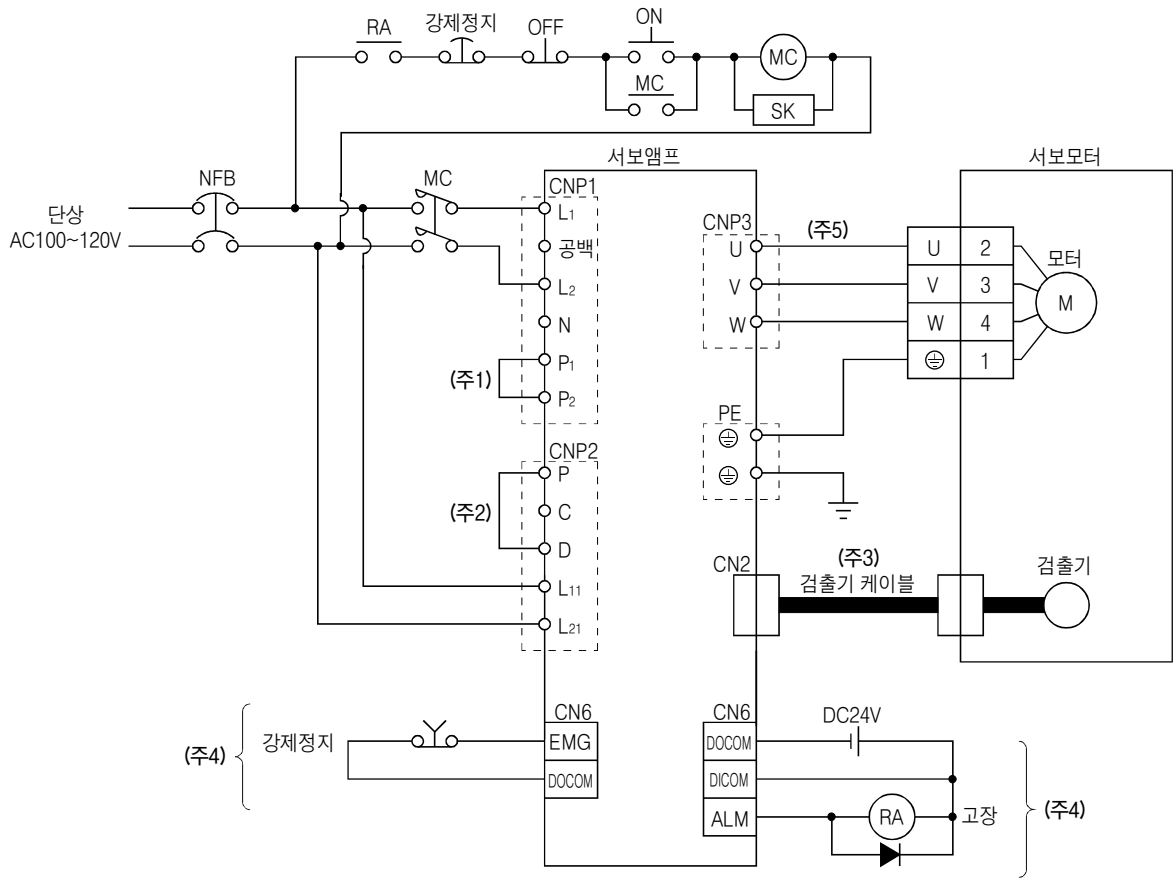 RA
강제정지
OFF
ON
MC
MC
SK
서보앰프
서보모터
NFB
MC
CNP1
단상
AC100~120V
L1
공백
L2
N
P1
P2
(주1)
CNP3
U
V
W
(주5)
U 2
V 3
W 4
1
모터
M
PE
CNP2
P
C
D
L11
L21
(주2)
CN2
(주3)
검출기 케이블
검출기
(주4)
강제정지
CN6
EMG
DOCOM
CN6
DOCOM
DICOM
ALM
DC24V
RA
고장
(주4)